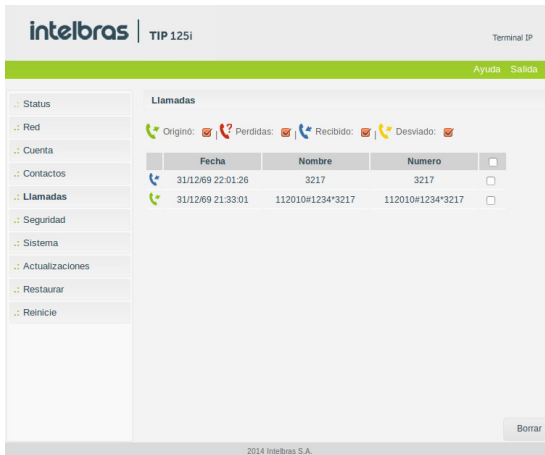 intelbras | TIP 125i
Terminal IP
Ayuda Salida
.: Status
.: Red
.: Cuenta
.: Contactos
.: Llamadas
.: Seguridad
.: Sistema
.: Actualizaciones
.: Restaurar
.: Reinicie
Llamadas
Originó: | Perdidas: | Recibido: | Desviado:
Fecha Nombre Numero
31/12/69 22:01:26 3217 3217
31/12/69 21:33:01 112010#1234*3217 112010#1234*3217
Borrar
2014 Intelbras S.A.